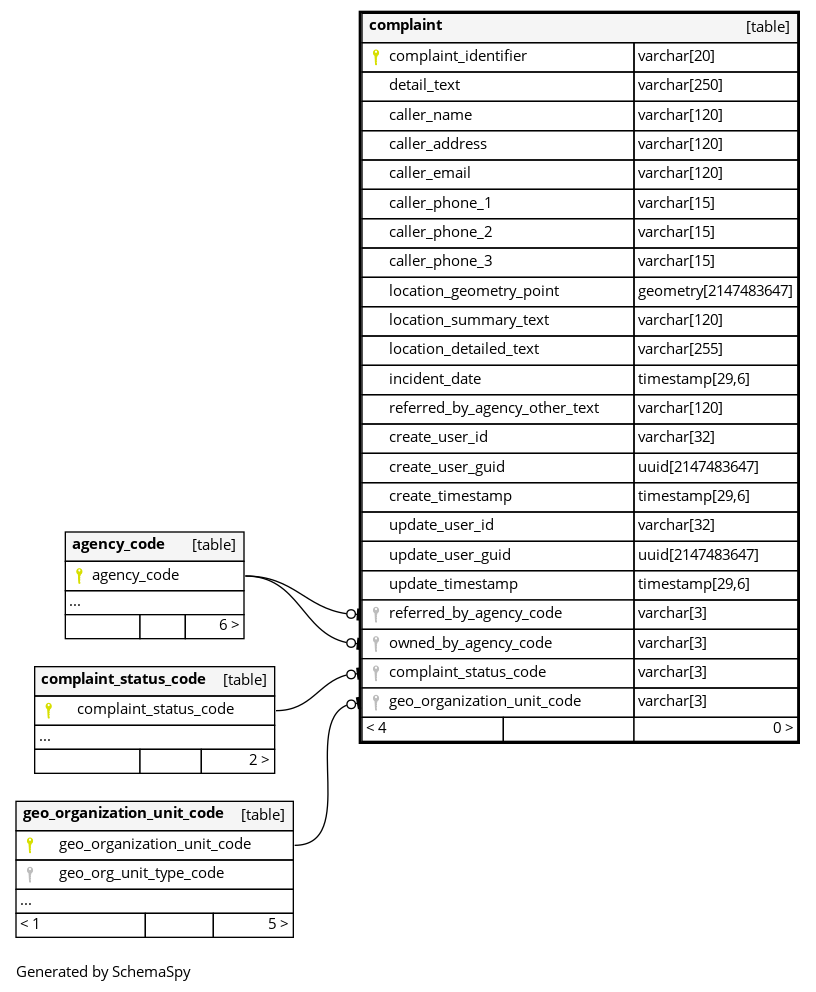 complaint [table]
complaint_identifier varchar[20]
detail_text varchar[250]
caller_name varchar[120]
caller_address varchar[120]
caller_email varchar[120]
caller_phone_1 varchar[15]
caller_phone_2 varchar[15]
caller_phone_3 varchar[15]
location_geometry_point geometry[2147483647]
location_summary_text varchar[120]
location_detailed_text varchar[255]
incident_date timestamp[29,6]
referred_by_agency_other_text varchar[120]
create_user_id varchar[32]
create_user_guid uuid[2147483647]
create_timestamp timestamp[29,6]
update_user_id varchar[32]
update_user_guid uuid[2147483647]
update_timestamp timestamp[29,6]
referred_by_agency_code varchar[3]
owned_by_agency_code varchar[3]
complaint_status_code varchar[3]
geo_organization_unit_code varchar[3]
< 4 0 >
agency_code [table]
agency_code
...
6 >
complaint_status_code [table]
complaint_status_code
...
2 >
geo_organization_unit_code [table]
geo_organization_unit_code
geo_org_unit_type_code
...
< 1 5 >
Generated by SchemaSpy